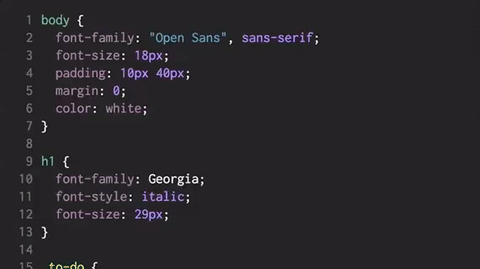 1 body {
2 font-family: "Open Sans", sans-serif;
3 font-size: 18px;
4 padding: 10px 40px;
5 margin: 0;
6 color: white;
7 }
8
9 h1 {
10 font-family: Georgia;
11 font-style: italic;
12 font-size: 29px;
13 }
14
15 .to-do {